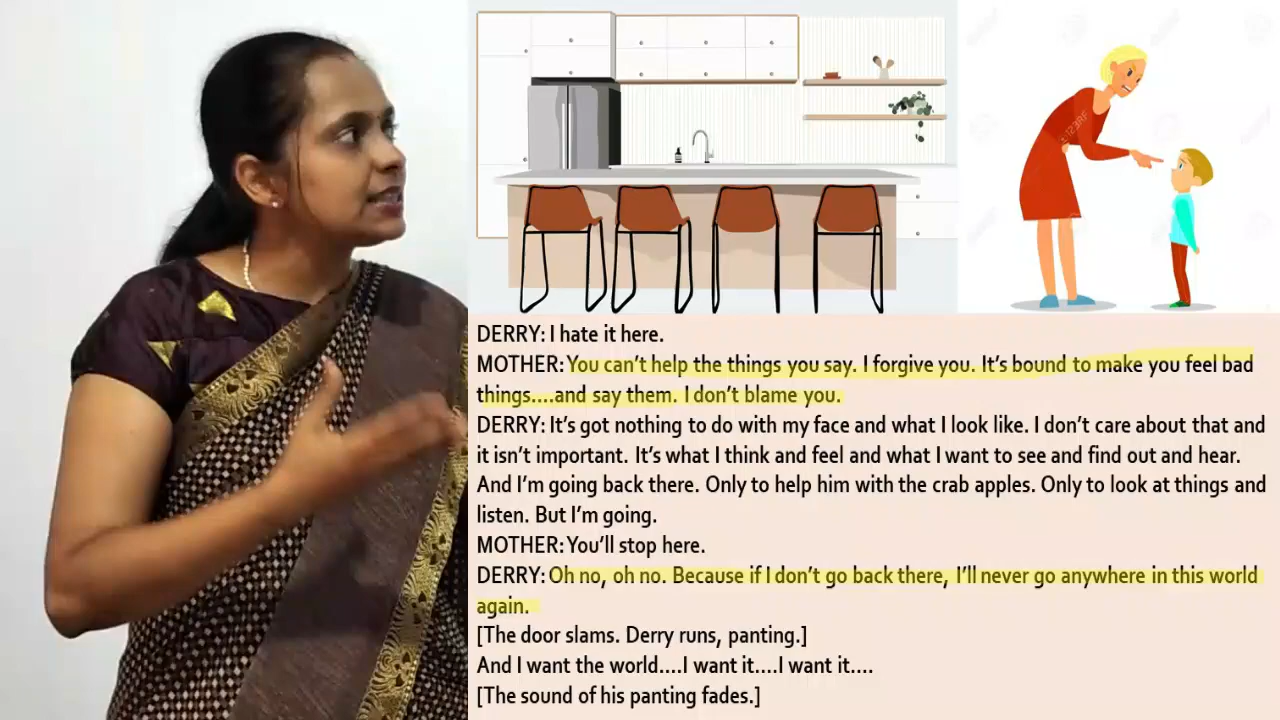 ©123RF
DERRY: I hate it here.
MOTHER: You can't help the things you say. I forgive you. It's bound to make you feel bad
things....and say them. I don't blame you.
DERRY: It's got nothing to do with my face and what I look like. I don't care about that and
it isn't important. It's what I think and feel and what I want to see and find out and hear.
And I'm going back there. Only to help him with the crab apples. Only to look at things and
listen. But I'm going.
MOTHER: You'll stop here.
DERRY: Oh no, oh no. Because if I don't go back there, I'll never go anywhere in this world
again.
[The door slams. Derry runs, panting.]
And I want the world....I want it....I want it....
[The sound of his panting fades.]